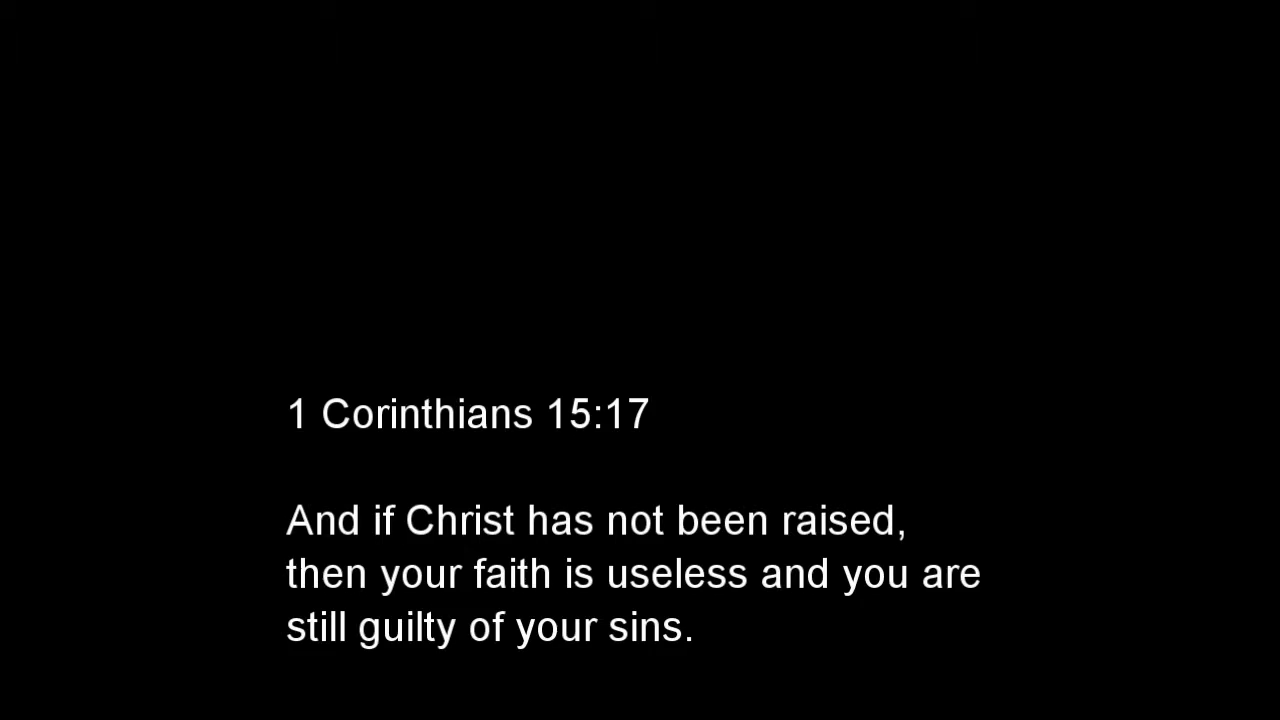 1 Corinthians 15:17
And if Christ has not been raised,
then your faith is useless and you are
still guilty of your sins.